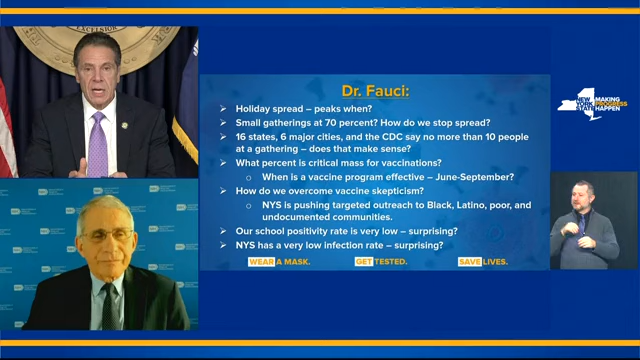 EXCELSIOR
Dr. Fauci:
➤ Holiday spread – peaks when?
➤ Small gatherings at 70 percent? How do we stop spread?
➤ 16 states, 6 major cities, and the CDC say no more than 10 people
at a gathering – does that make sense?
➤ What percent is critical mass for vaccinations?
o When is a vaccine program effective – June-September?
➤ How do we overcome vaccine skepticism?
o NYS is pushing targeted outreach to Black, Latino, poor, and
undocumented communities.
➤ Our school positivity rate is very low – surprising?
➤ NYS has a very low infection rate – surprising?
WEAR A MASK. GET TESTED. SAVE LIVES.
NEW YORK STATE
MAKING
PROGRESS
HAPPEN